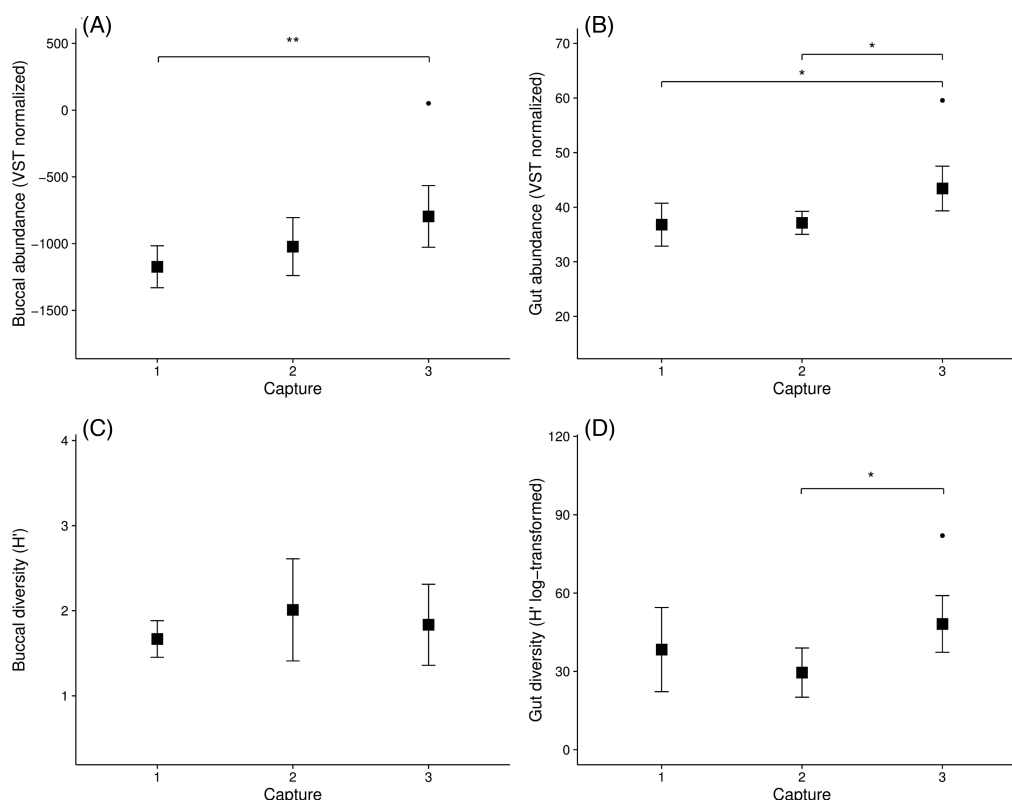 (A)
**
500
0
−500
−1000
−1500
Buccal abundance (VST normalized)
1 2 3
Capture
(B)
*
*
70
60
50
40
30
20
Gut abundance (VST normalized)
1 2 3
Capture
(C)
4
3
2
1
Buccal diversity (H')
1 2 3
Capture
(D)
*
120
90
60
30
0
Gut diversity (H' log−transformed)
1 2 3
Capture